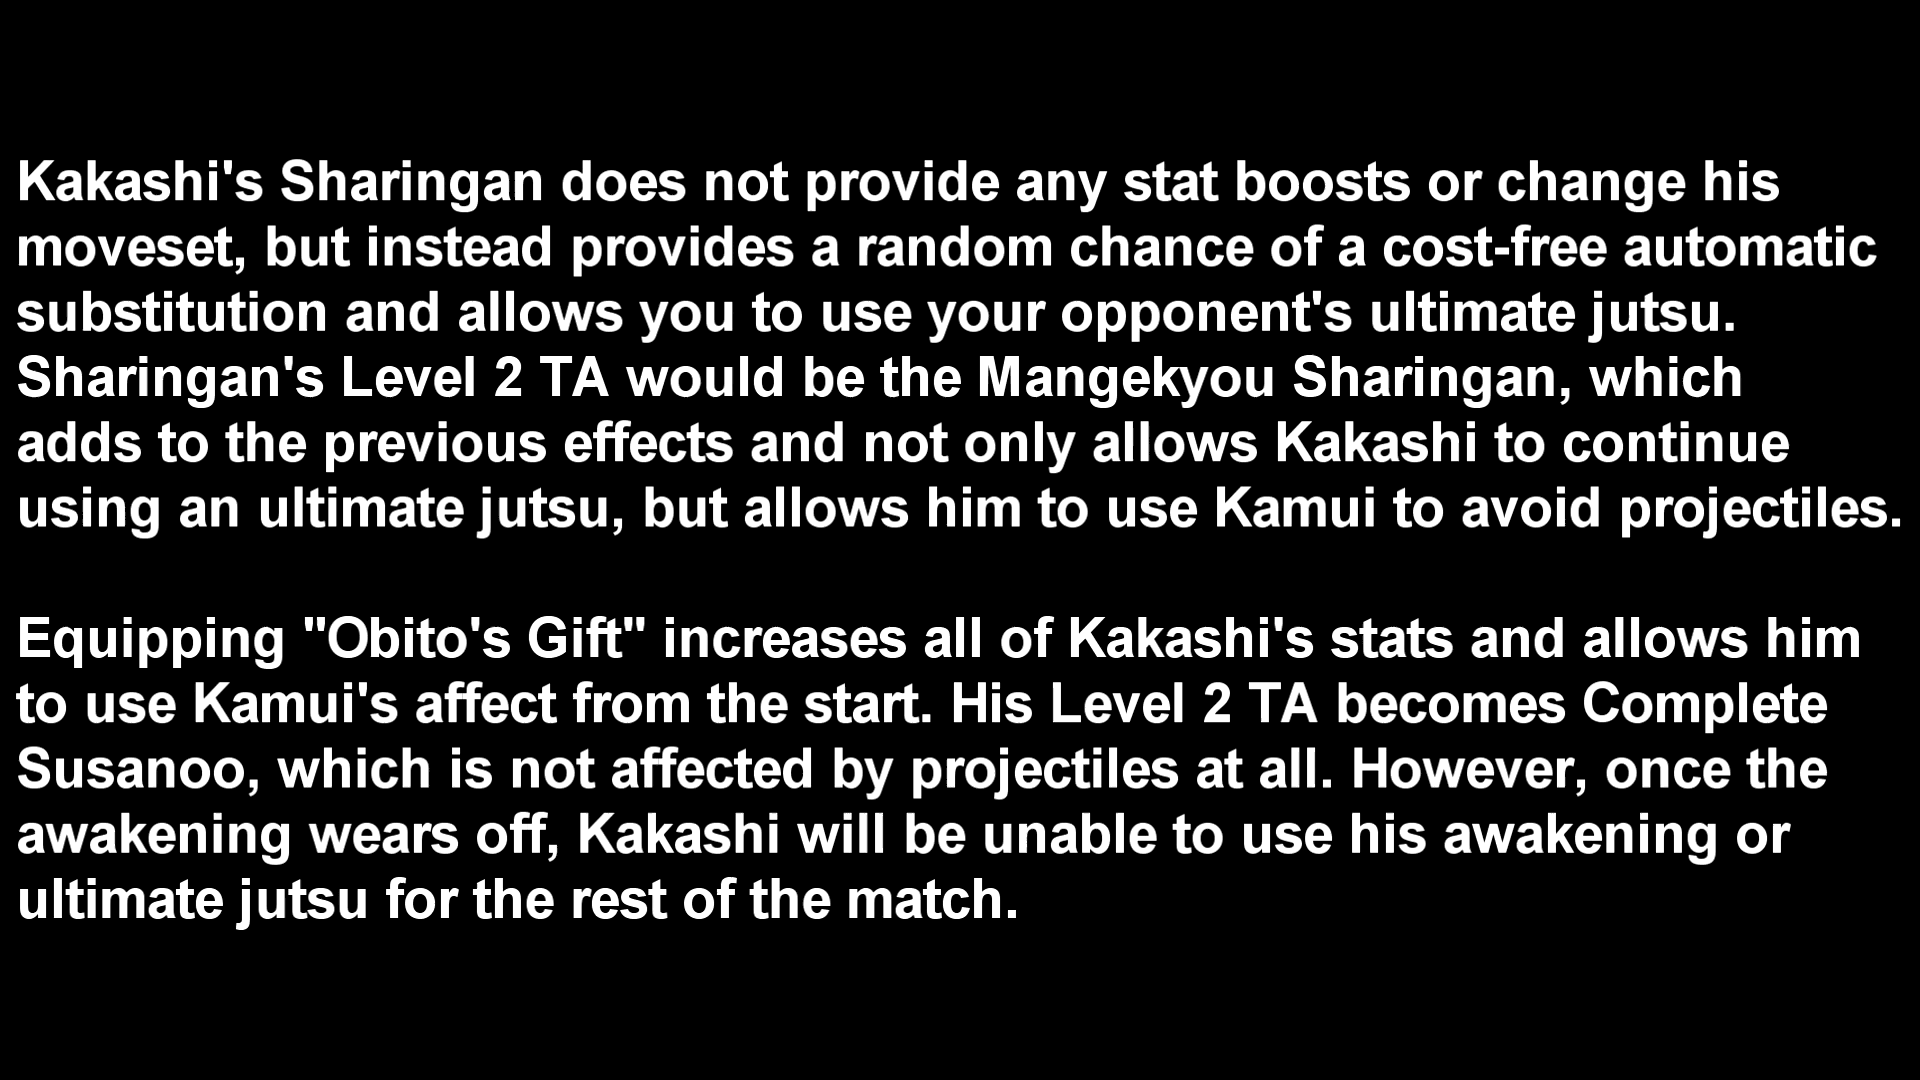 Kakashi's Sharingan does not provide any stat boosts or change his
moveset, but instead provides a random chance of a cost-free automatic
substitution and allows you to use your opponent's ultimate jutsu.
Sharingan's Level 2 TA would be the Mangekyou Sharingan, which
adds to the previous effects and not only allows Kakashi to continue
using an ultimate jutsu, but allows him to use Kamui to avoid projectiles.
Equipping "Obito's Gift" increases all of Kakashi's stats and allows him
to use Kamui's affect from the start. His Level 2 TA becomes Complete
Susanoo, which is not affected by projectiles at all. However, once the
awakening wears off, Kakashi will be unable to use his awakening or
ultimate jutsu for the rest of the match.